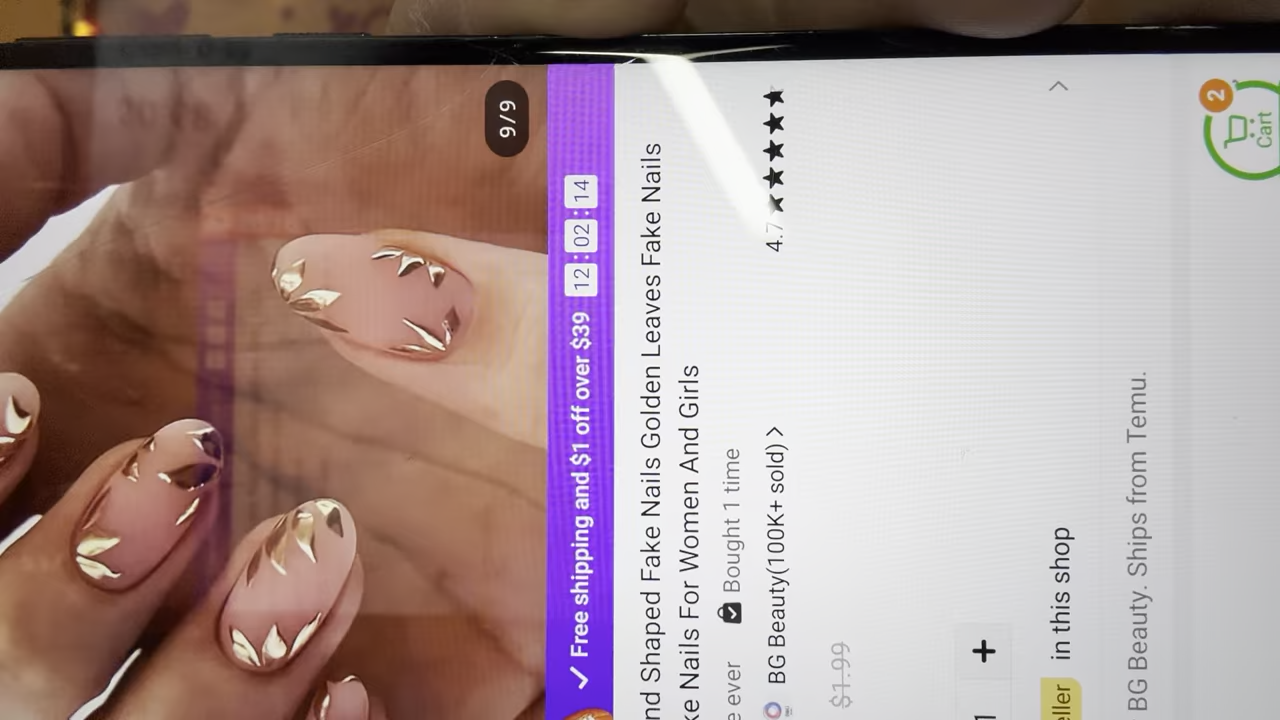 9/9
Free shipping and $1 off over $39 12:02:14
nd Shaped Fake Nails Golden Leaves Fake Nails
ke Nails For Women And Girls
e ever Bought 1 time
BG Beauty(100K+ sold) > 4.7 ★★★★★
$1.99
1 +
eller in this shop >
BG Beauty. Ships from Temu.
2
Cart